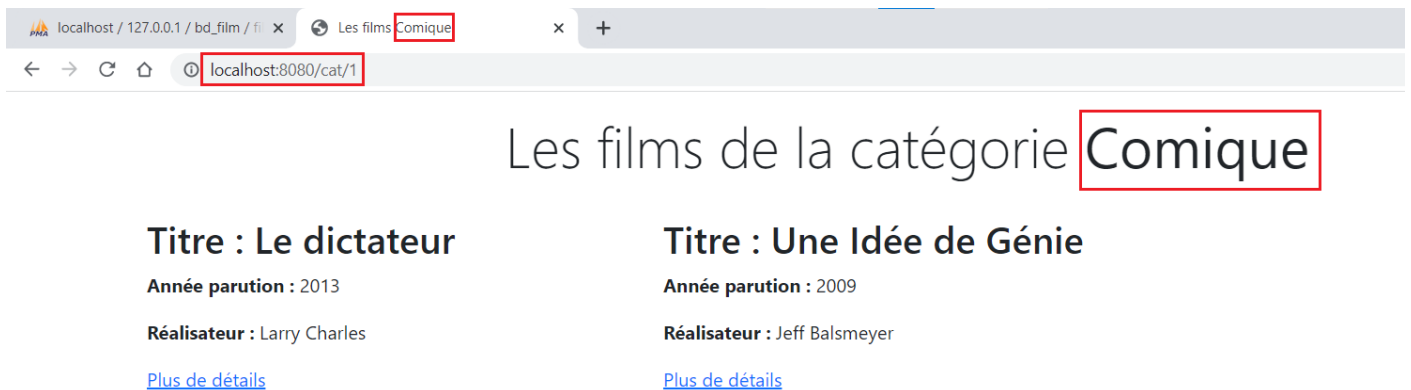 PMA localhost / 127.0.0.1 / bd_film / fi Les films Comique
localhost:8080/cat/1
Les films de la catégorie Comique
Titre : Le dictateur
Année parution : 2013
Réalisateur : Larry Charles
Plus de détails
Titre : Une Idée de Génie
Année parution : 2009
Réalisateur : Jeff Balsmeyer
Plus de détails